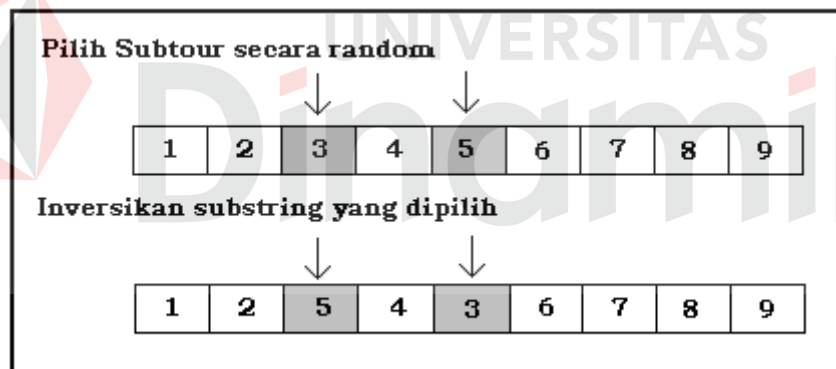 UNIVERSITAS
Dinami
Pilih Subtour secara random
1 2 3 4 5 6 7 8 9
Inversikan substring yang dipilih
1 2 5 4 3 6 7 8 9